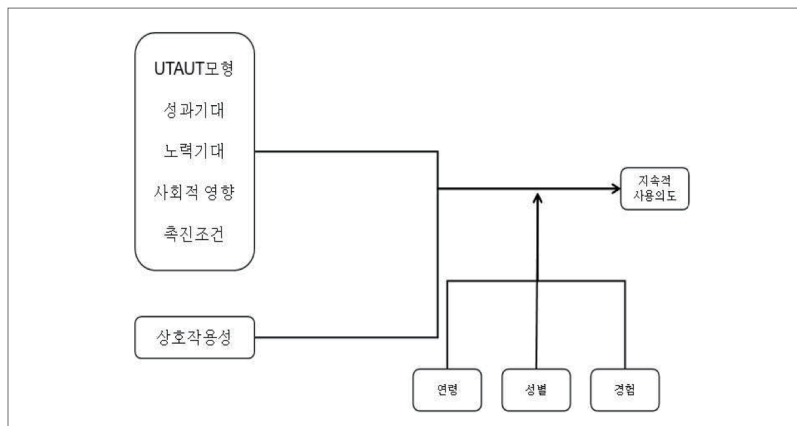 UTAUT모형
성과기대
노력기대
사회적 영향
촉진조건
지속적
사용의도
상호작용성
연령
성별
경험